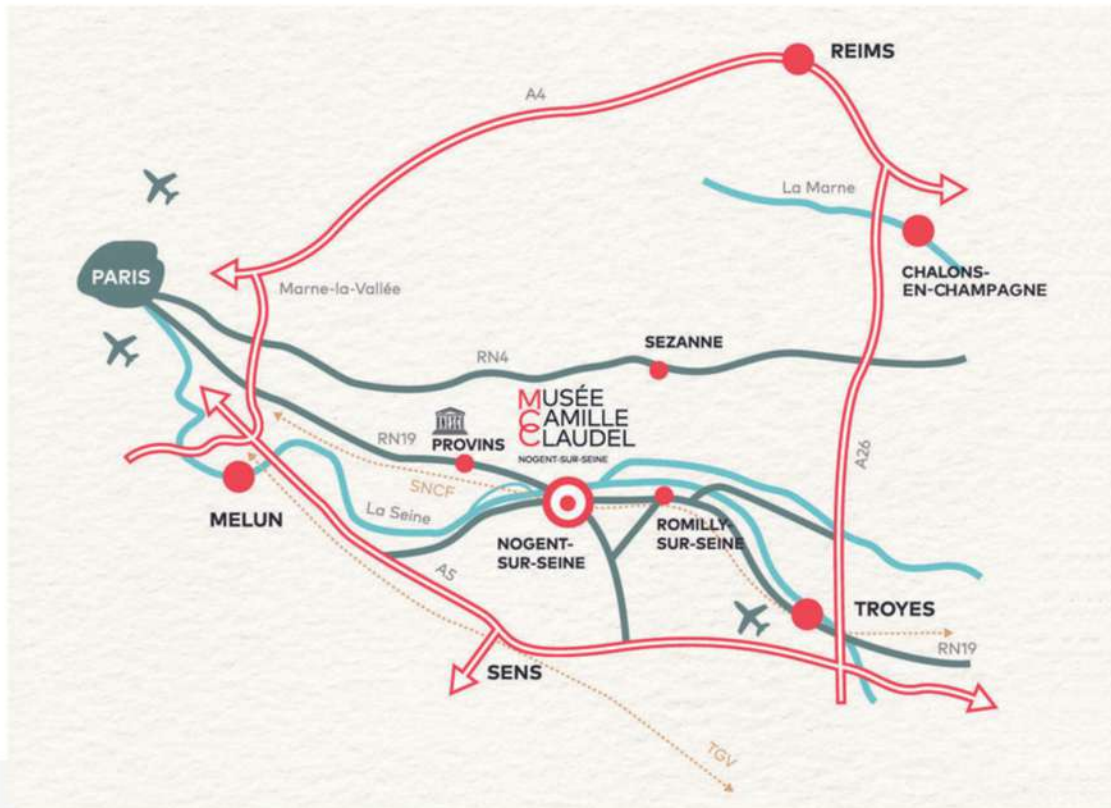 REIMS
A4
La Marne
PARIS
CHALONS-
EN-CHAMPAGNE
Marne-la-Vallée
SEZANNE
RN4
MUSÉE
CAMILLE
CLAUDEL
NOGENT-SUR-SEINE
RN19
PROVINS
A26
SNCF
La Seine
MELUN
NOGENT-
SUR-SEINE
ROMILLY-
SUR-SEINE
A5
TROYES
RN19
SENS
TGV